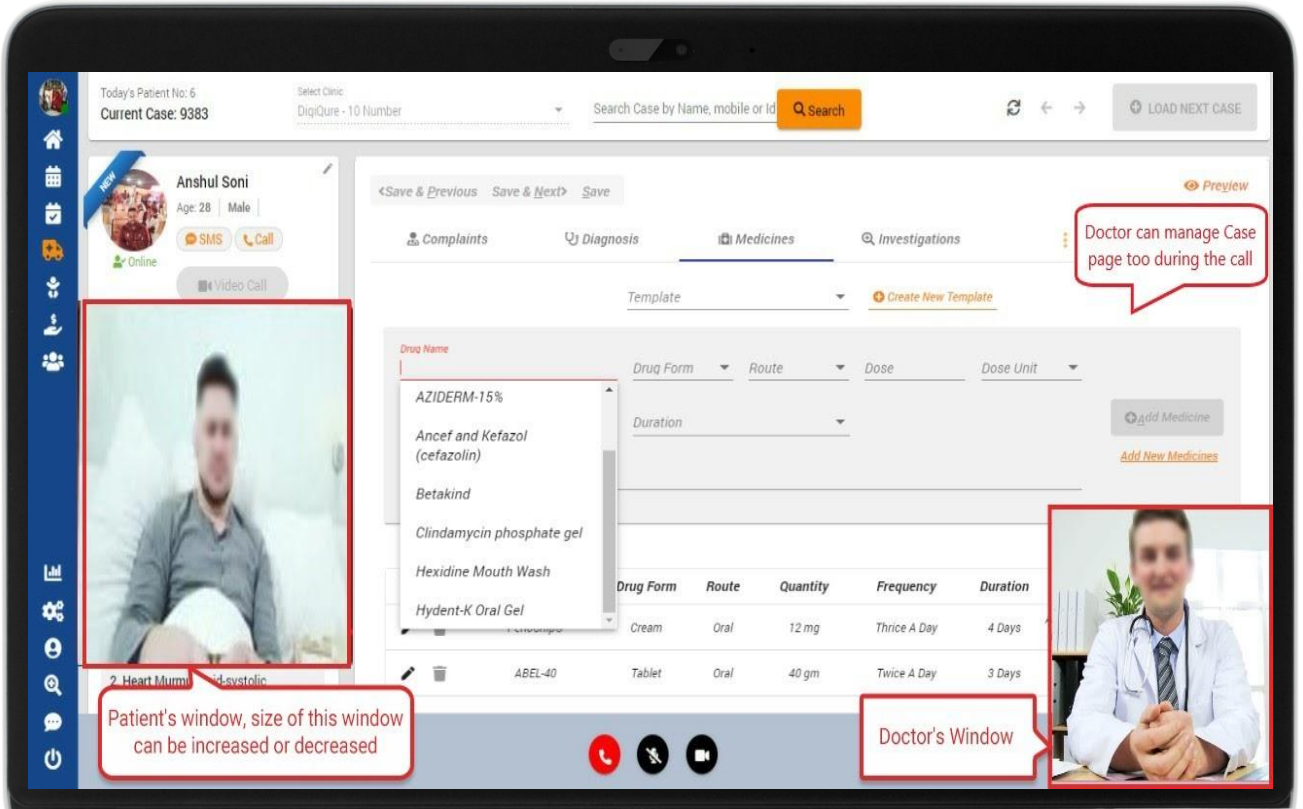 Today's Patient No: 6
Current Case: 9383
Select Clinic
DigiQure - 10 Number
Search Case by Name, mobile or Id
Search
LOAD NEXT CASE
NEW
Anshul Soni
Age: 28 Male
SMS Call
Online
Video Call
<Save & Previous Save & Next> Save
Preview
Complaints Diagnosis Medicines Investigations
Doctor can manage Case
page too during the call
Template
Create New Template
Drug Name
Drug Form Route Dose Dose Unit
AZIDERM-15%
Ancef and Kefazol
(cefazolin)
Betakind
Clindamycin phosphate gel
Hexidine Mouth Wash
Hydent-K Oral Gel
Duration
Add Medicine
Add New Medicines
Drug Form Route Quantity Frequency Duration
Cream Oral 12 mg Thrice A Day 4 Days
ABEL-40 Tablet Oral 40 gm Twice A Day 3 Days
2. Heart Murm id-systolic
Patient's window, size of this window
can be increased or decreased
Doctor's Window